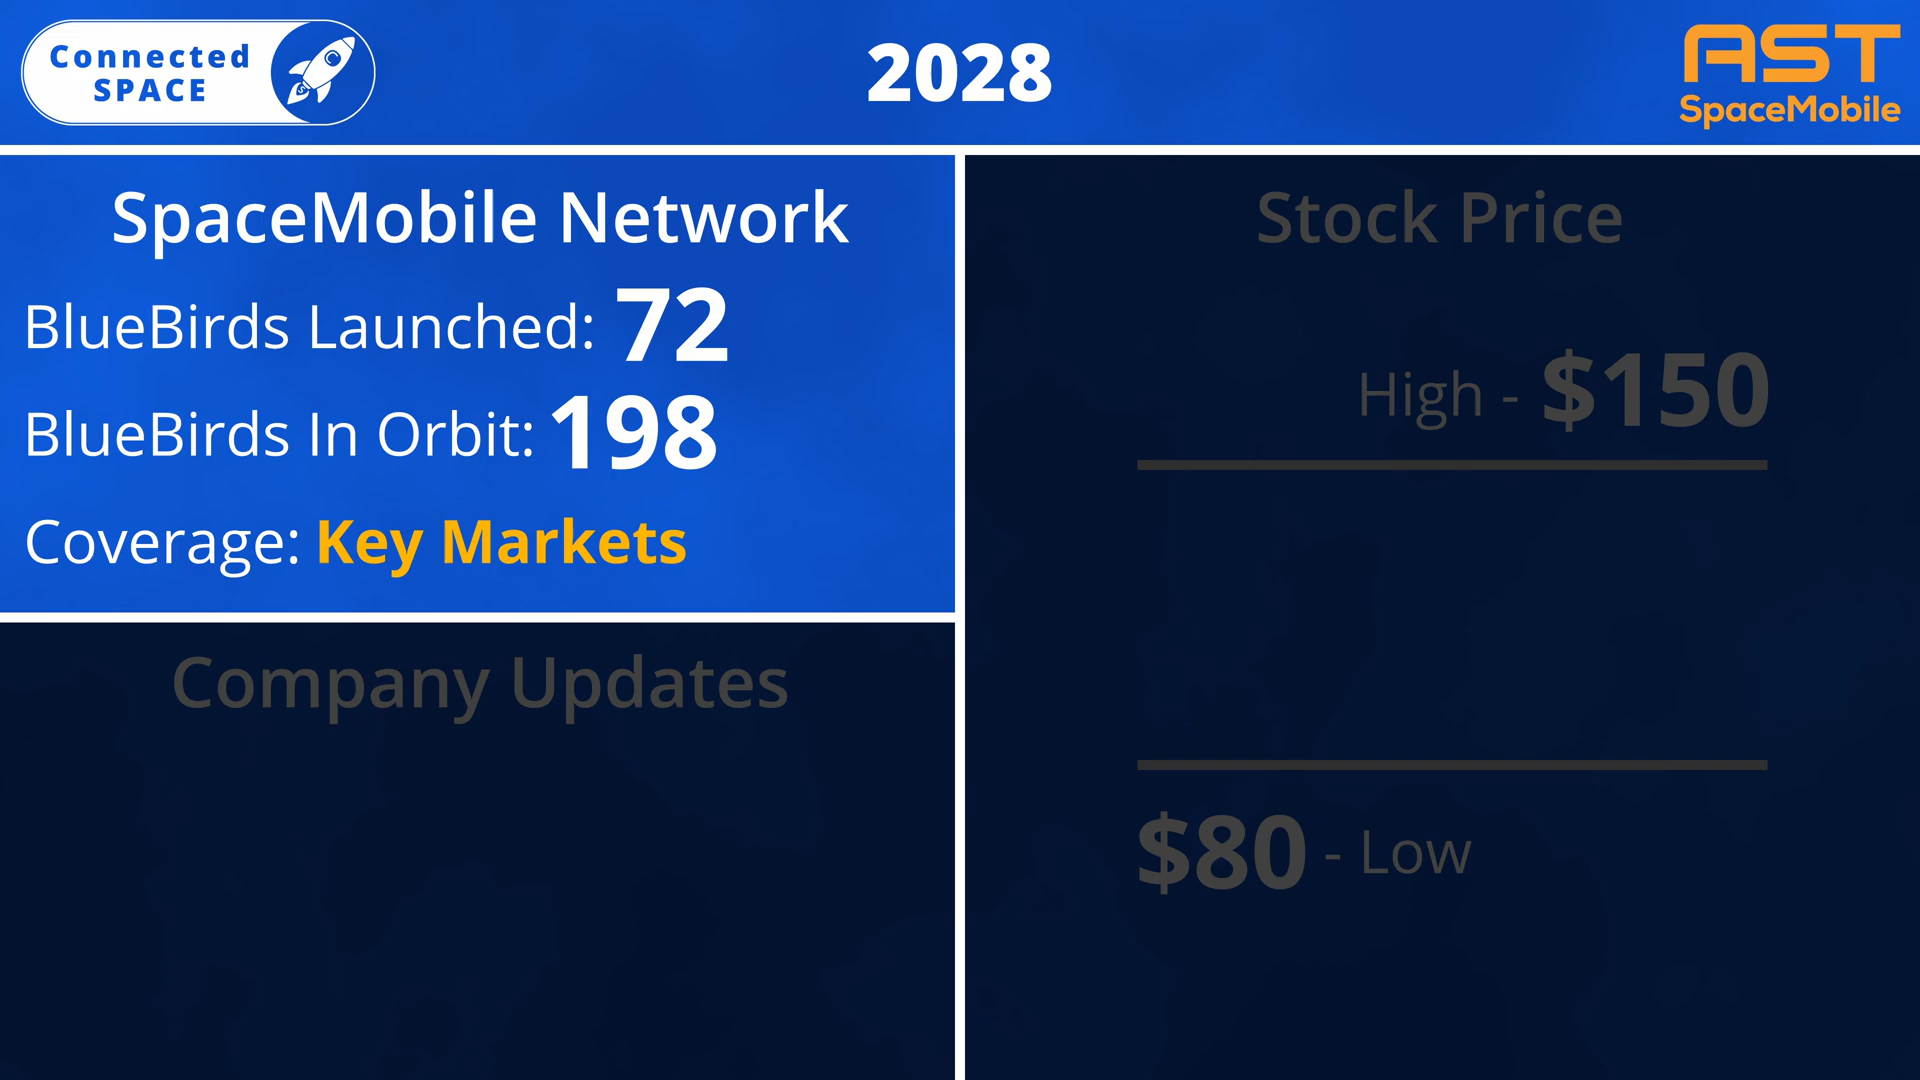 Connected
SPACE
2028
AST
SpaceMobile
SpaceMobile Network
BlueBirds Launched: 72
BlueBirds In Orbit: 198
Coverage: Key Markets
Company Updates
Stock Price
High - $150
$80 - Low